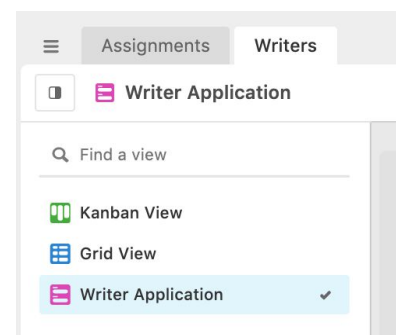 Assignments Writers
Writer Application
Find a view
Kanban View
Grid View
Writer Application